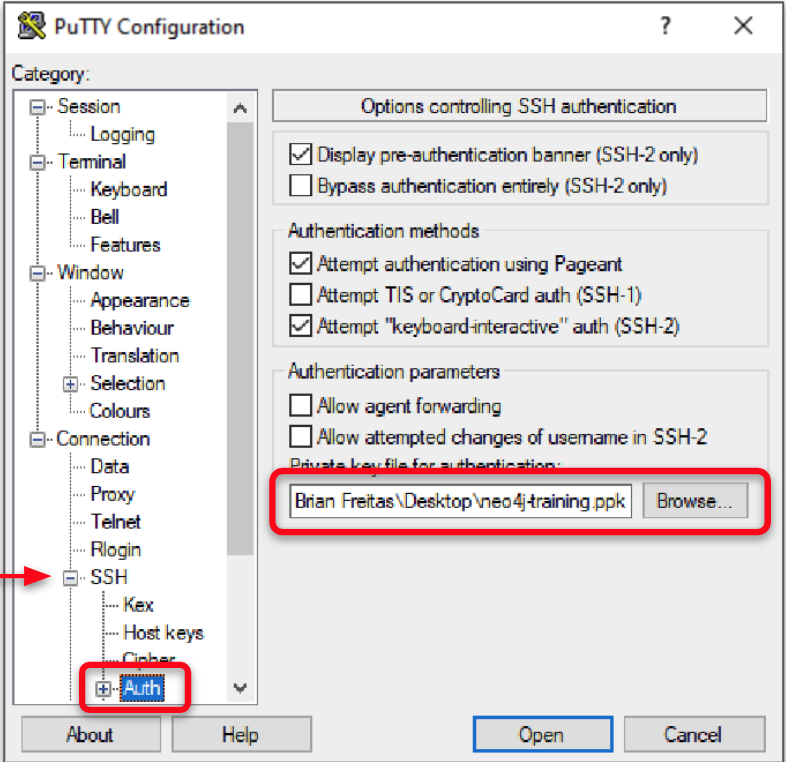 PuTTY Configuration
?
Category:
Session
Logging
Terminal
Keyboard
Bell
Features
Window
Appearance
Behaviour
Translation
Selection
Colours
Connection
Data
Proxy
Telnet
Rlogin
SSH
Kex
Host keys
Cipher
Auth
Options controlling SSH authentication
Display pre-authentication banner (SSH-2 only)
Bypass authentication entirely (SSH-2 only)
Authentication methods
Attempt authentication using Pageant
Attempt TIS or CryptoCard auth (SSH-1)
Attempt "keyboard-interactive" auth (SSH-2)
Authentication parameters
Allow agent forwarding
Allow attempted changes of username in SSH-2
Private key file for authentication:
Brian Freitas\Desktop\neo4j-training.ppk Browse...
About Help Open Cancel